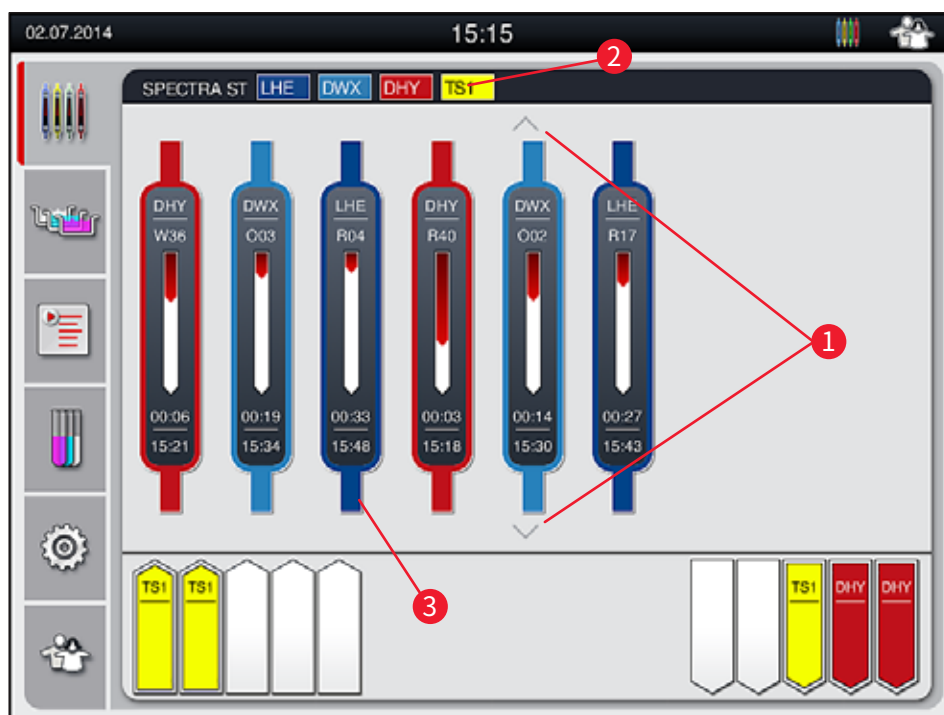 02.07.2014 15:15
2
SPECTRA ST LHE DWX DHY TS1
DHY DWX LHE DHY DWX LHE
W36 O03 R04 R40 O02 R17
1
00:06 00:19 00:33 00:03 00:14 00:27
15:21 15:34 15:48 15:18 15:30 15:43
3
TS1 TS1 TS1 DHY DHY